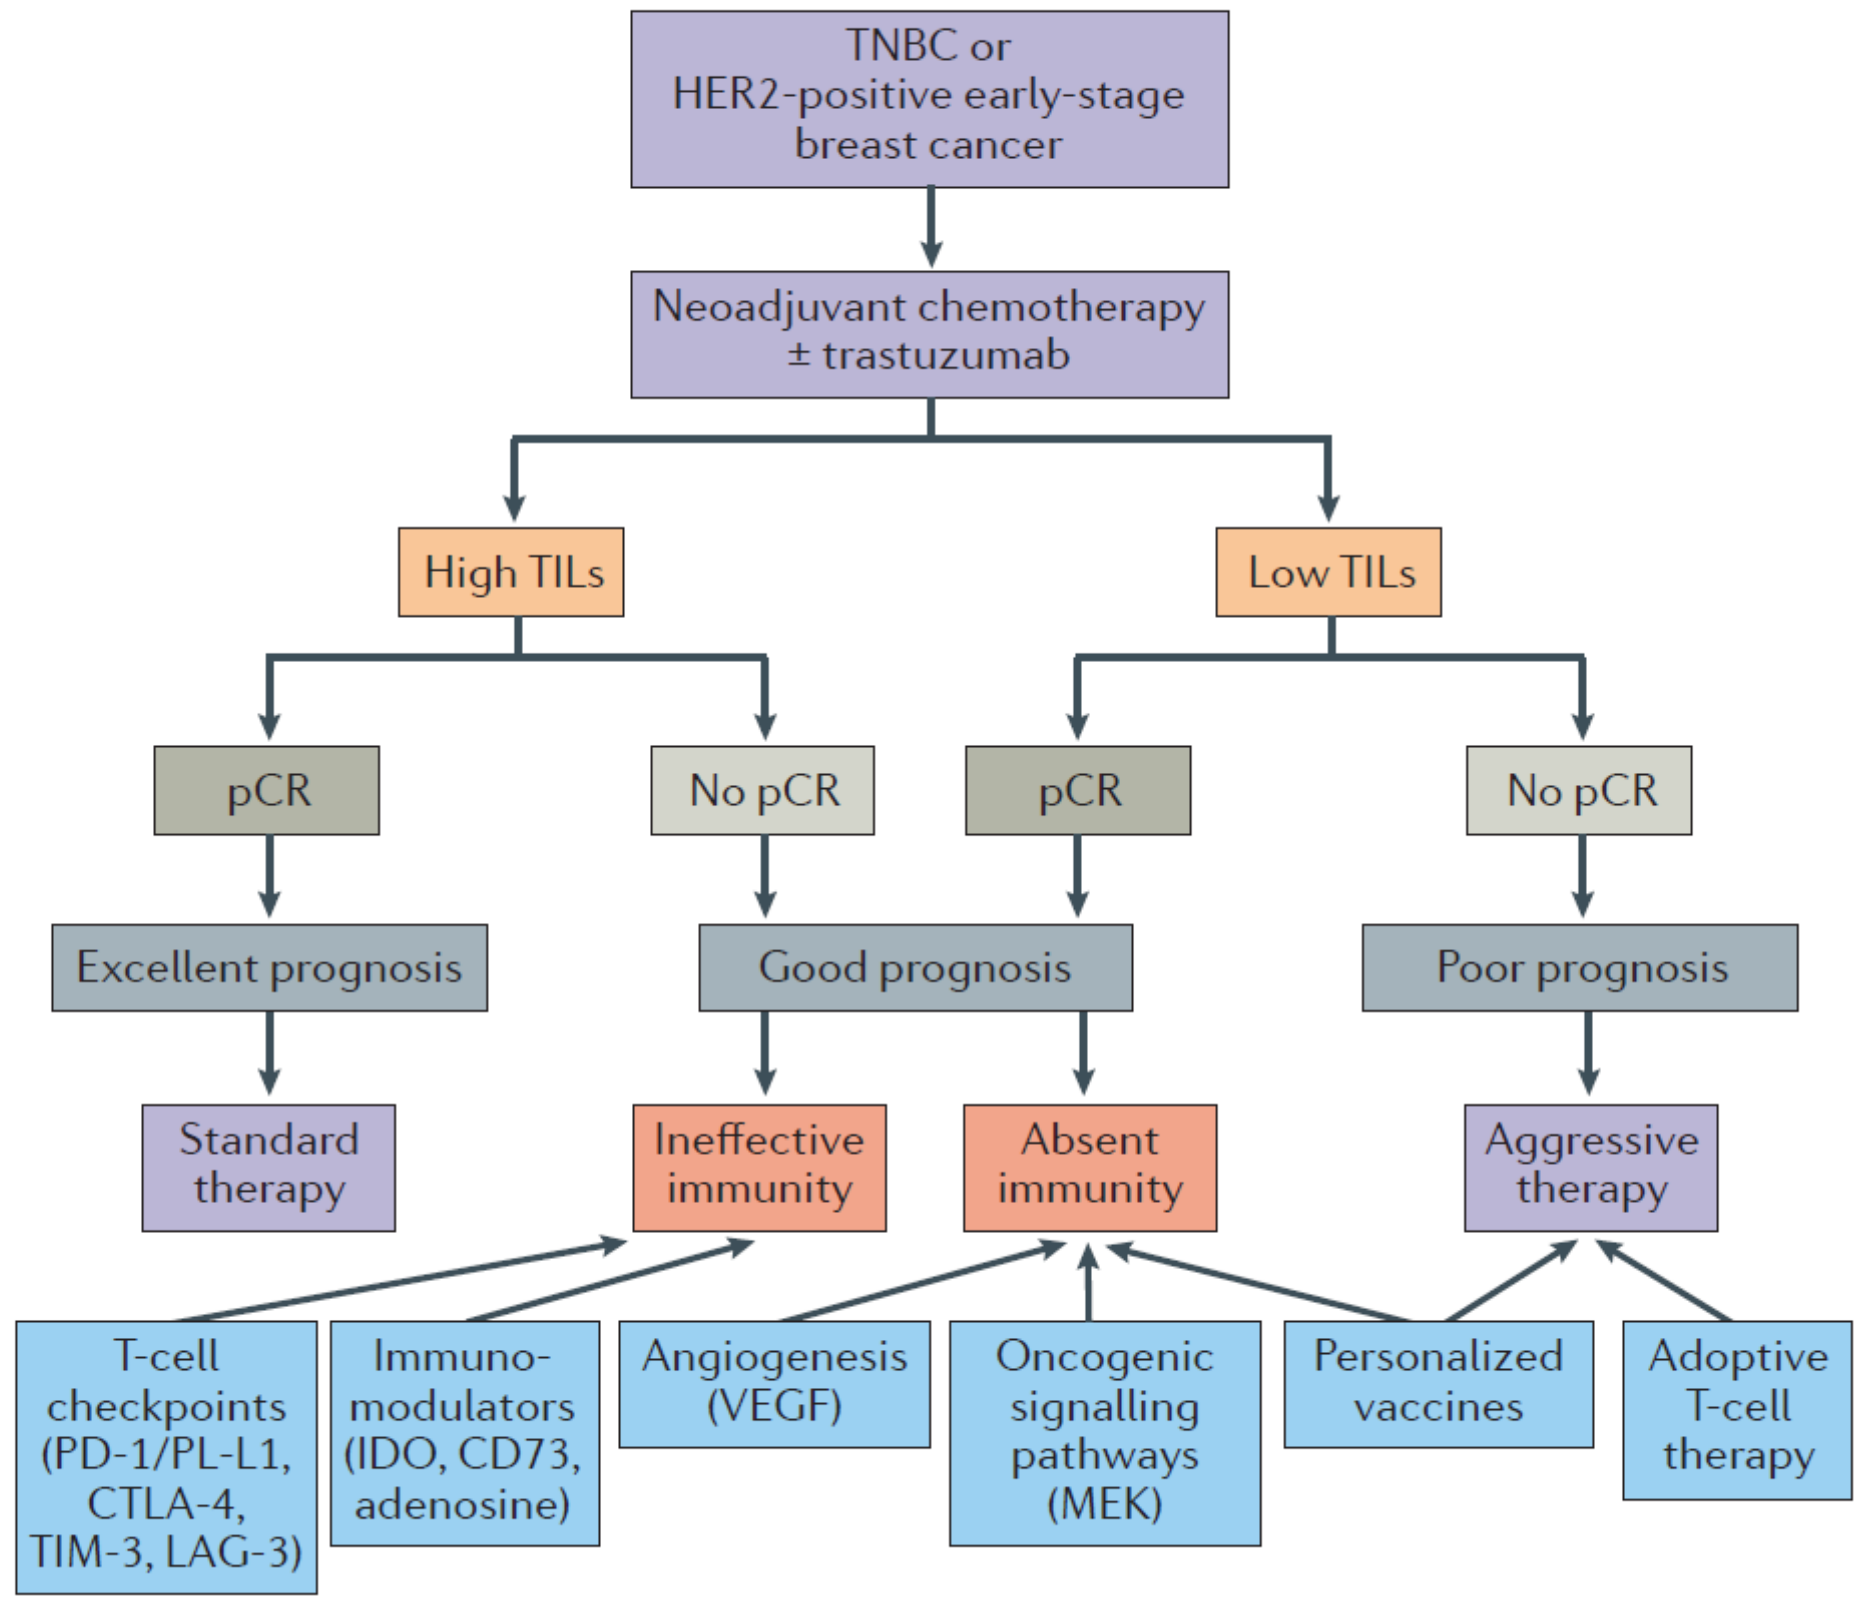 TNBC or
HER2-positive early-stage
breast cancer
Neoadjuvant chemotherapy
± trastuzumab
High TILs
Low TILs
pCR
No pCR
pCR
No pCR
Excellent prognosis
Good prognosis
Poor prognosis
Standard
therapy
Ineffective
immunity
Absent
immunity
Aggressive
therapy
T-cell
checkpoints
(PD-1/PL-L1,
CTLA-4,
TIM-3, LAG-3)
Immuno-
modulators
(IDO, CD73,
adenosine)
Angiogenesis
(VEGF)
Oncogenic
signalling
pathways
(MEK)
Personalized
vaccines
Adoptive
T-cell
therapy